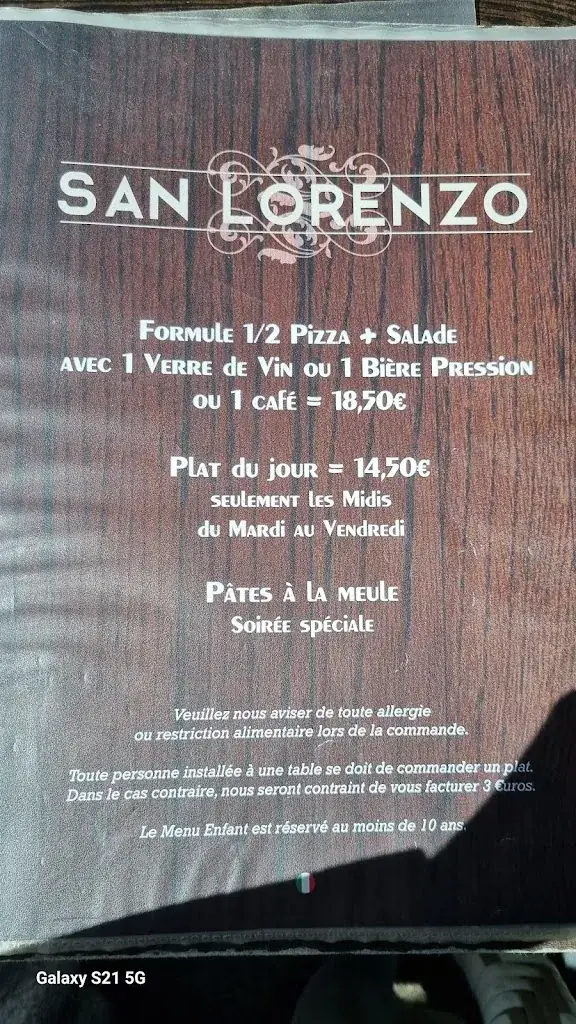 SAN LORENZO
FORMULE 1/2 PIZZA + SALADE
AVEC 1 VERRE DE VIN OU 1 BIÈRE PRESSION
OU 1 CAFÉ = 18,50€
PLAT DU JOUR = 14,50€
SEULEMENT LES MIDIS
DU MARDI AU VENDREDI
PÂTES À LA MEULE
SOIRÉE SPÉCIALE
Veuillez nous aviser de toute allergie
ou restriction alimentaire lors de la commande.
Toute personne installée à une table se doit de commander un plat.
Dans le cas contraire, nous seront contraint de vous facturer 3 €uros.
Le Menu Enfant est réservé au moins de 10 ans.
Galaxy S21 5G